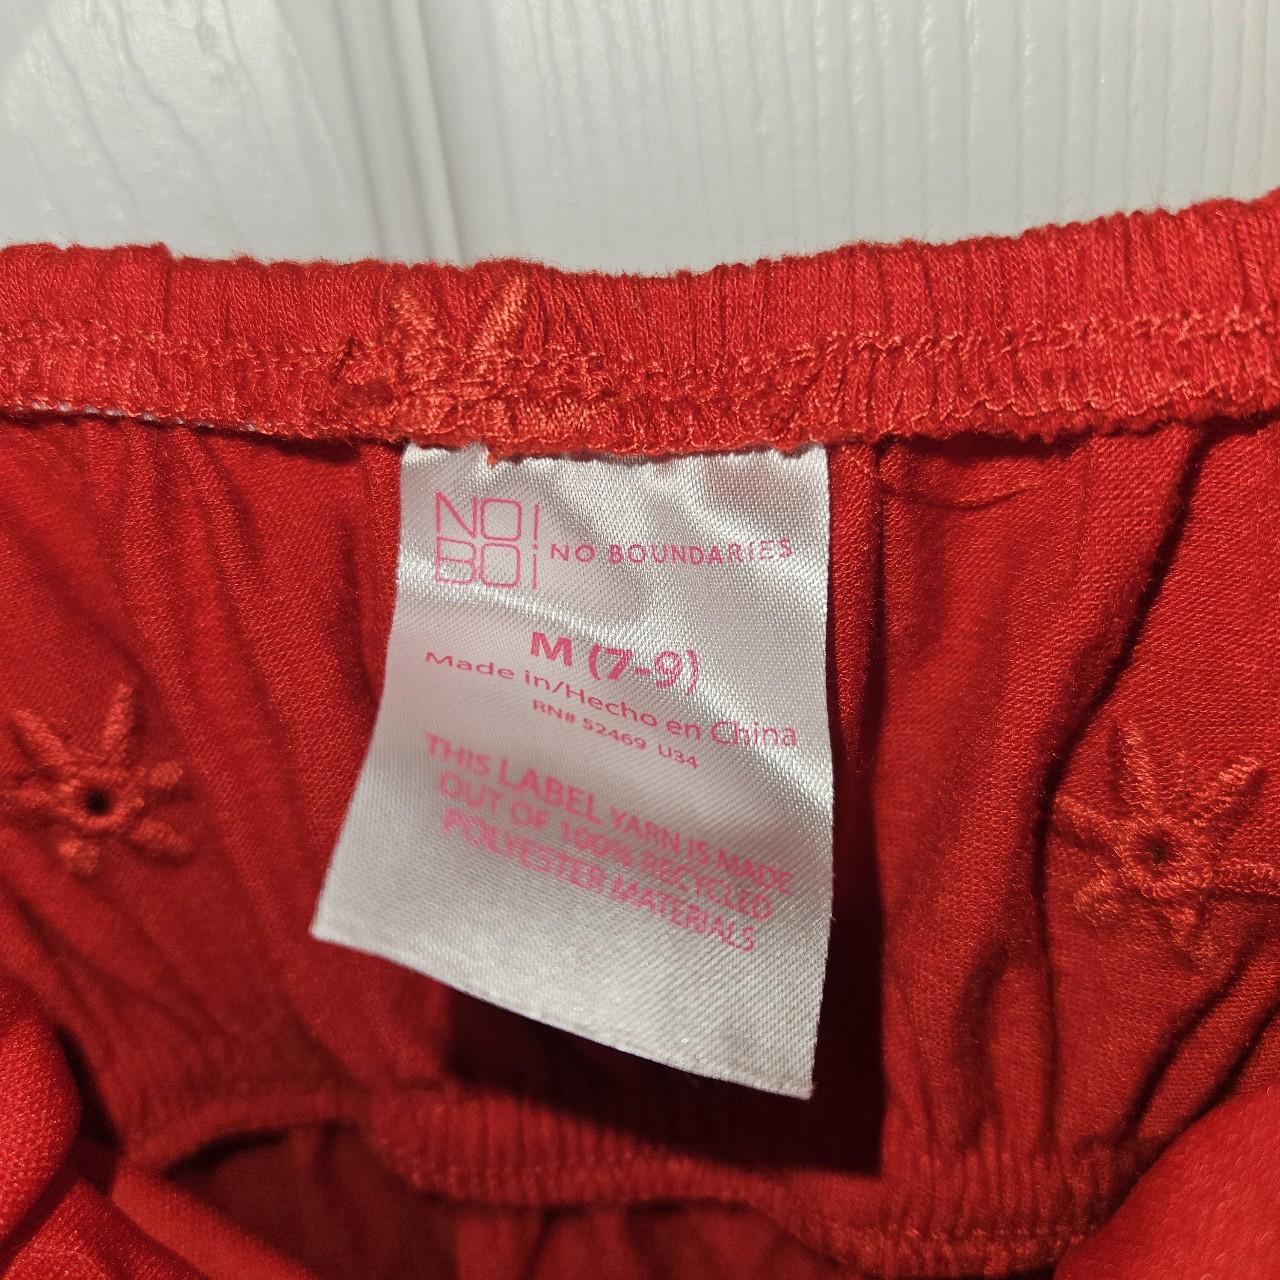 NO!
BO¡
NO BOUNDARIES
M (7-9)
Made in/Hecho en China
RN# 52469 U34
THIS LABEL YARN IS MADE
OUT OF 100% RECYCLED
POLYESTER MATERIALS